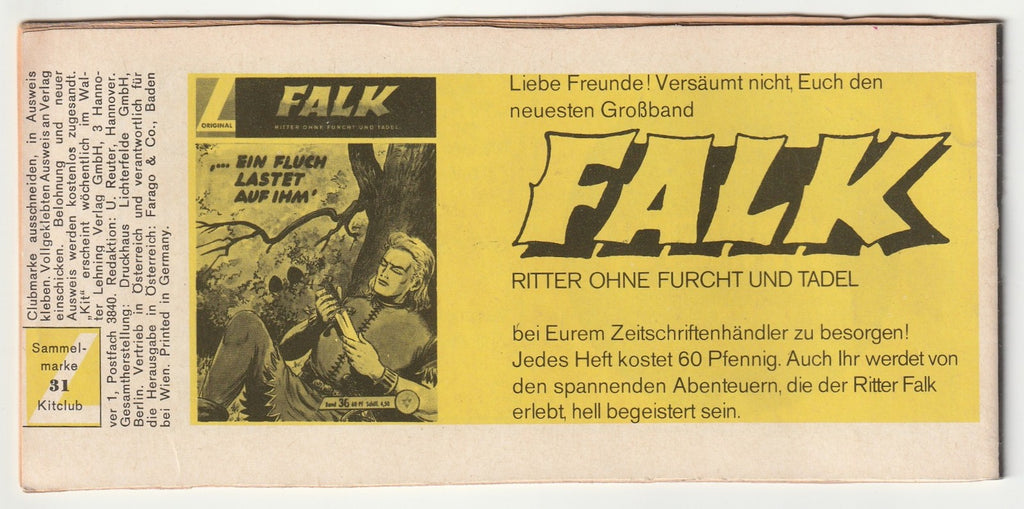 Clubmarke ausschneiden, in Ausweis
kleben. Vollgeklebten Ausweis an Verlag
einschicken. Belohnung und neuer
Ausweis werden kostenlos zugesandt.
„Kit" erscheint wöchentlich im Wal-
ter Lehning Verlag GmbH, 3 Hanno-
ver 1, Postfach 3840. Redaktion: U. Reuter, Hannover.
Gesamtherstellung: Druckhaus Lichterfelde GmbH,
Berlin. Vertrieb in Österreich und verantwortlich für
die Herausgabe in Österreich: Farago & Co., Baden
bei Wien. Printed in Germany.
Sammel-
marke
31
Kitclub
ORIGINAL
FALK
RITTER OHNE FURCHT UND TADEL
„... EIN FLUCH
LASTET
AUF IHM'
Band 36 60 Pf Schill. 4,50
Liebe Freunde! Versäumt nicht, Euch den
neuesten Großband
FALK
RITTER OHNE FURCHT UND TADEL
bei Eurem Zeitschriftenhändler zu besorgen!
Jedes Heft kostet 60 Pfennig. Auch Ihr werdet von
den spannenden Abenteuern, die der Ritter Falk
erlebt, hell begeistert sein.